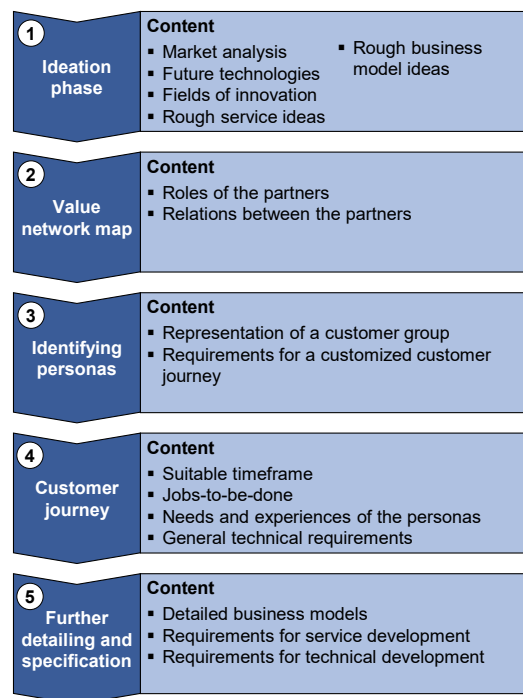 1
Ideation
phase
Content
▪ Market analysis
▪ Future technologies
▪ Fields of innovation
▪ Rough service ideas
▪ Rough business
model ideas
2
Value
network map
Content
▪ Roles of the partners
▪ Relations between the partners
3
Identifying
personas
Content
▪ Representation of a customer group
▪ Requirements for a customized customer
journey
4
Customer
journey
Content
▪ Suitable timeframe
▪ Jobs-to-be-done
▪ Needs and experiences of the personas
▪ General technical requirements
5
Further
detailing and
specification
Content
▪ Detailed business models
▪ Requirements for service development
▪ Requirements for technical development